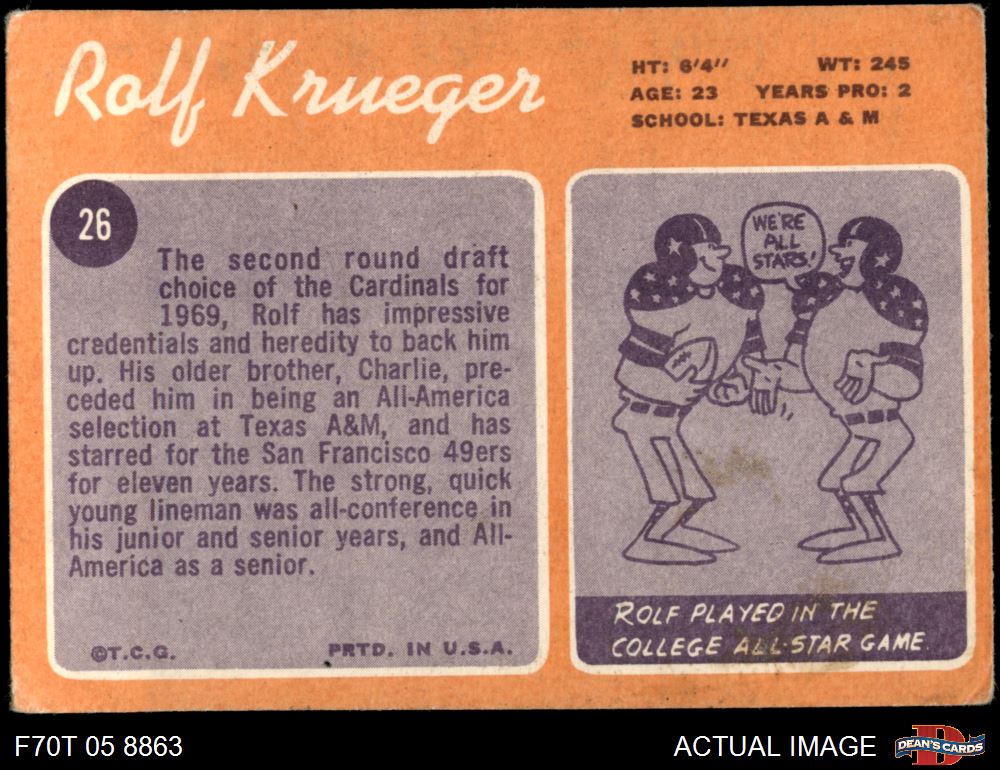 Rolf Krueger
HT: 6'4'' WT: 245
AGE: 23 YEARS PRO: 2
SCHOOL: TEXAS A & M
26
The second round draft
choice of the Cardinals for
1969, Rolf has impressive
credentials and heredity to back him
up. His older brother, Charlie, pre-
ceded him in being an All-America
selection at Texas A&M, and has
starred for the San Francisco 49ers
for eleven years. The strong, quick
young lineman was all-conference in
his junior and senior years, and All-
America as a senior.
©T.C.G. PRTD. IN U.S.A.
WE'RE
ALL
STARS!
ROLF PLAYED IN THE
COLLEGE ALL-STAR GAME.
F70T 05 8863
ACTUAL IMAGE
D
DEAN'S CARDS